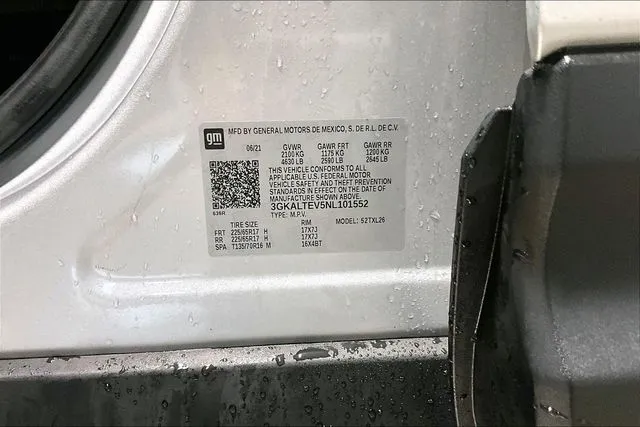 gm MFD BY GENERAL MOTORS DE MEXICO, S. DE R.L. DE C.V.
06/21 GVWR GAWR FRT GAWR RR
2100 KG 1175 KG 1200 KG
4630 LB 2590 LB 2645 LB
THIS VEHICLE CONFORMS TO ALL
APPLICABLE U.S. FEDERAL MOTOR
VEHICLE SAFETY AND THEFT PREVENTION
STANDARDS IN EFFECT ON THE DATE OF
MANUFACTURE SHOWN ABOVE.
3GKALTEV5NL101552
TYPE: M.P.V. MODEL: 52TXL26
TIRE SIZE RIM
FRT 225/65R17 H 17X7J
RR 225/65R17 H 17X7J
SPA T135/70R16 M 16X4BT